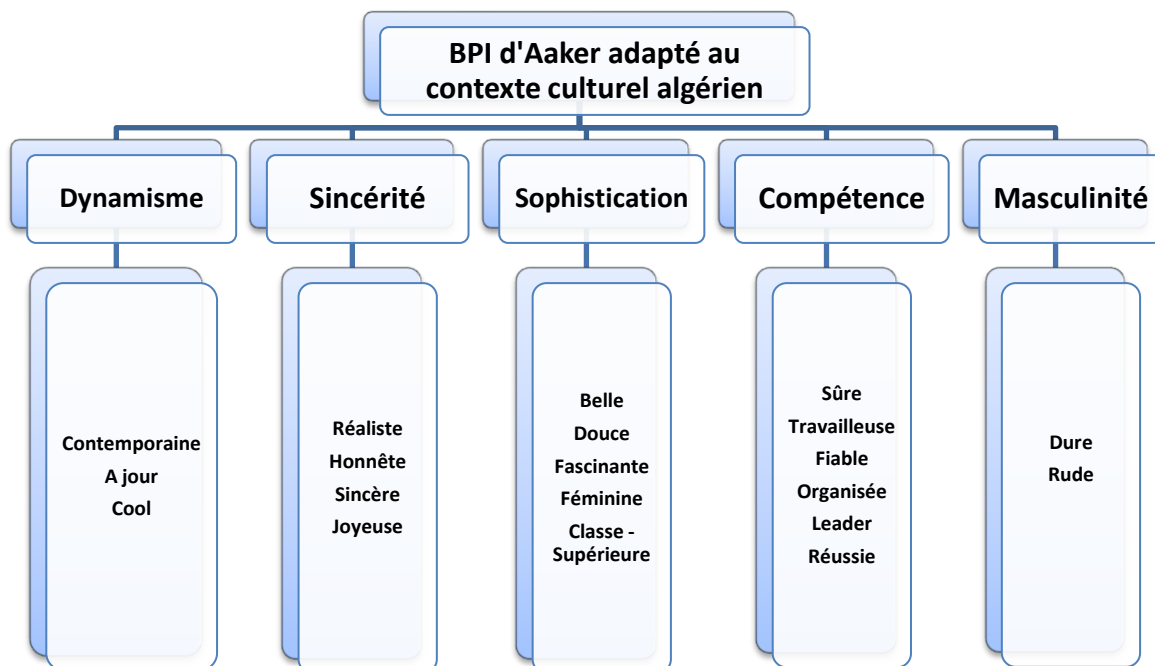 BPI d'Aaker adapté au
contexte culturel algérien
Dynamisme
Sincérité
Sophistication
Compétence
Masculinité
Contemporaine
A jour
Cool
Réaliste
Honnête
Sincère
Joyeuse
Belle
Douce
Fascinante
Féminine
Classe -
Supérieure
Sûre
Travailleuse
Fiable
Organisée
Leader
Réussie
Dure
Rude